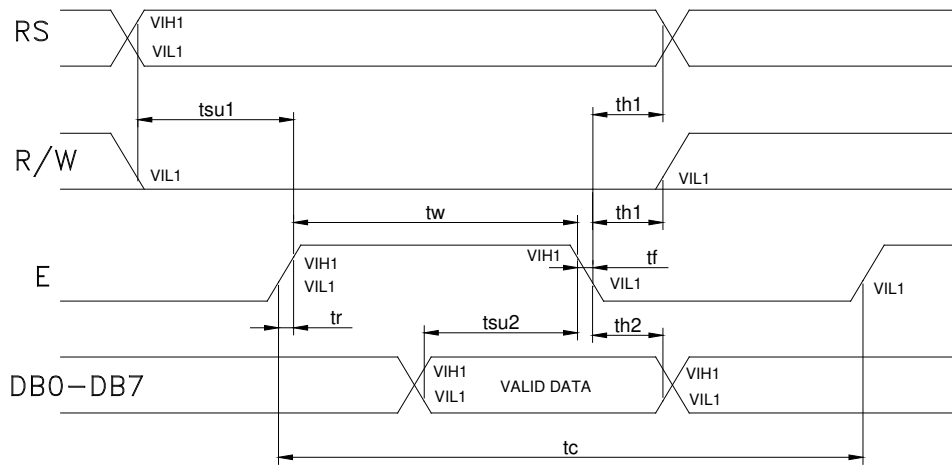 RS
VIH1
VIL1
tsu1
th1
R/W
VIL1
VIL1
tw
th1
E
VIH1
VIL1
VIH1
tf
VIL1
VIL1
tr
tsu2
th2
DB0-DB7
VIH1
VIL1
VALID DATA
VIH1
VIL1
tc